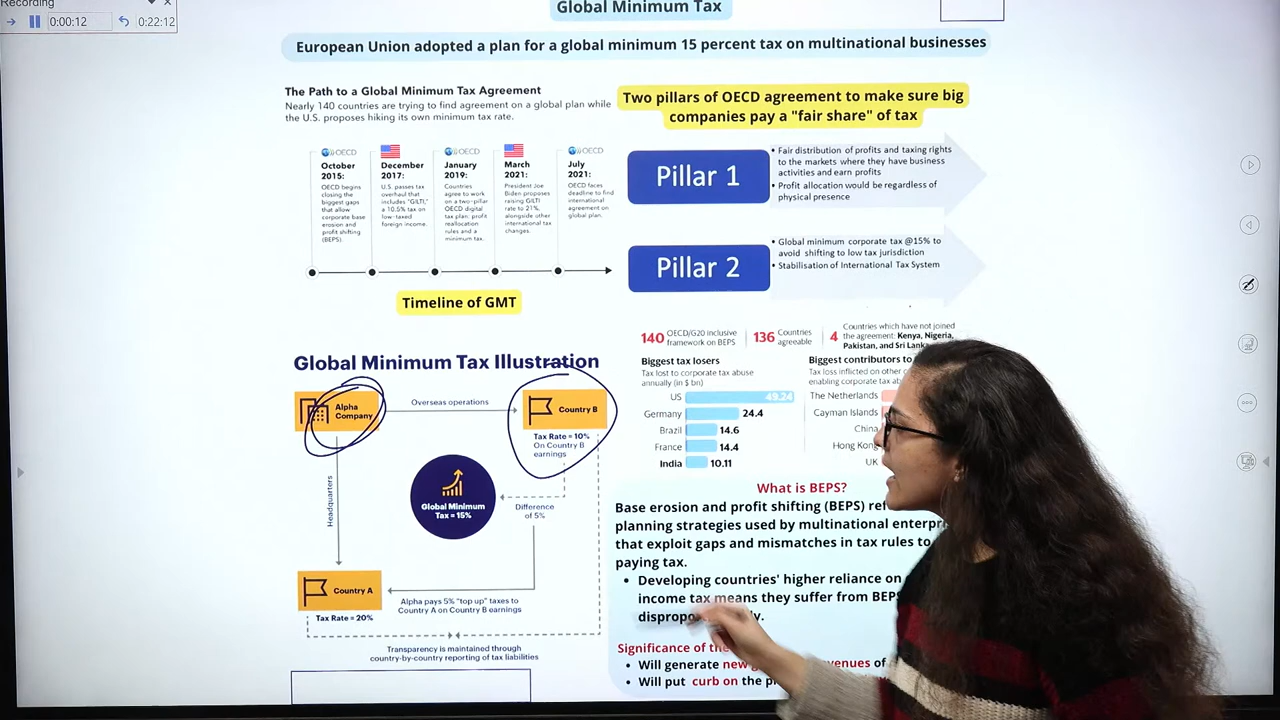 Recording
0:00:12
0:22:12
Global Minimum Tax
European Union adopted a plan for a global minimum 15 percent tax on multinational businesses
The Path to a Global Minimum Tax Agreement
Nearly 140 countries are trying to find agreement on a global plan while
the U.S. proposes hiking its own minimum tax rate.
OECD
October
2015:
OECD begins
closing the
biggest gaps
that allow
corporate base
erosion and
profit shifting
(BEPS).
December
2017:
U.S. passes tax
overhaul that
includes "GILTI,"
a 10.5% tax on
low-taxed
foreign income.
OECD
January
2019:
Countries
agree to work
on a two-pillar
OECD digital
tax plan: profit
reallocation
rules and a
minimum tax.
March
2021:
President Joe
Biden proposes
raising GILTI
rate to 21%,
alongside other
international tax
changes.
OECD
July
2021:
OECD faces
deadline to find
international
agreement on
global plan.
Timeline of GMT
Two pillars of OECD agreement to make sure big
companies pay a "fair share" of tax
Pillar 1
• Fair distribution of profits and taxing rights
to the markets where they have business
activities and earn profits
• Profit allocation would be regardless of
physical presence
Pillar 2
• Global minimum corporate tax @15% to
avoid shifting to low tax jurisdiction
• Stabilisation of International Tax System
Global Minimum Tax Illustration
Alpha
Company
Overseas operations
Country B
Tax Rate = 10%
On Country B
earnings
Headquarters
Global Minimum
Tax = 15%
Difference
of 5%
Country A
Tax Rate = 20%
Alpha pays 5% "top up" taxes to
Country A on Country B earnings
Transparency is maintained through
country-by-country reporting of tax liabilities
140 OECD/G20 inclusive
framework on BEPS
136 Countries
agreeable
4 Countries which have not joined
the agreement: Kenya, Nigeria,
Pakistan, and Sri Lanka
Biggest tax losers
Tax lost to corporate tax abuse
annually (in $ bn)
US 49.24
Germany 24.4
Brazil 14.6
France 14.4
India 10.11
Biggest contributors to
Tax loss inflicted on other
enabling corporate tax
The Netherlands
Cayman Islands
China
Hong Kong
UK
What is BEPS?
Base erosion and profit shifting (BEPS)
planning strategies used by multinational
that exploit gaps and mismatches in tax rules to
paying tax.
• Developing countries' higher reliance on
income tax means they suffer from BEPS
Significance of the
• Will generate new
• Will put curb on the